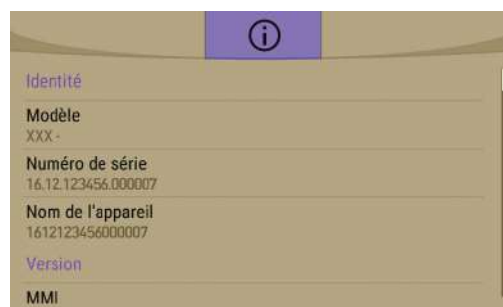 Identité
Modèle
XXX -
Numéro de série
16.12.123456.000007
Nom de l'appareil
1612123456000007
Version
MMI